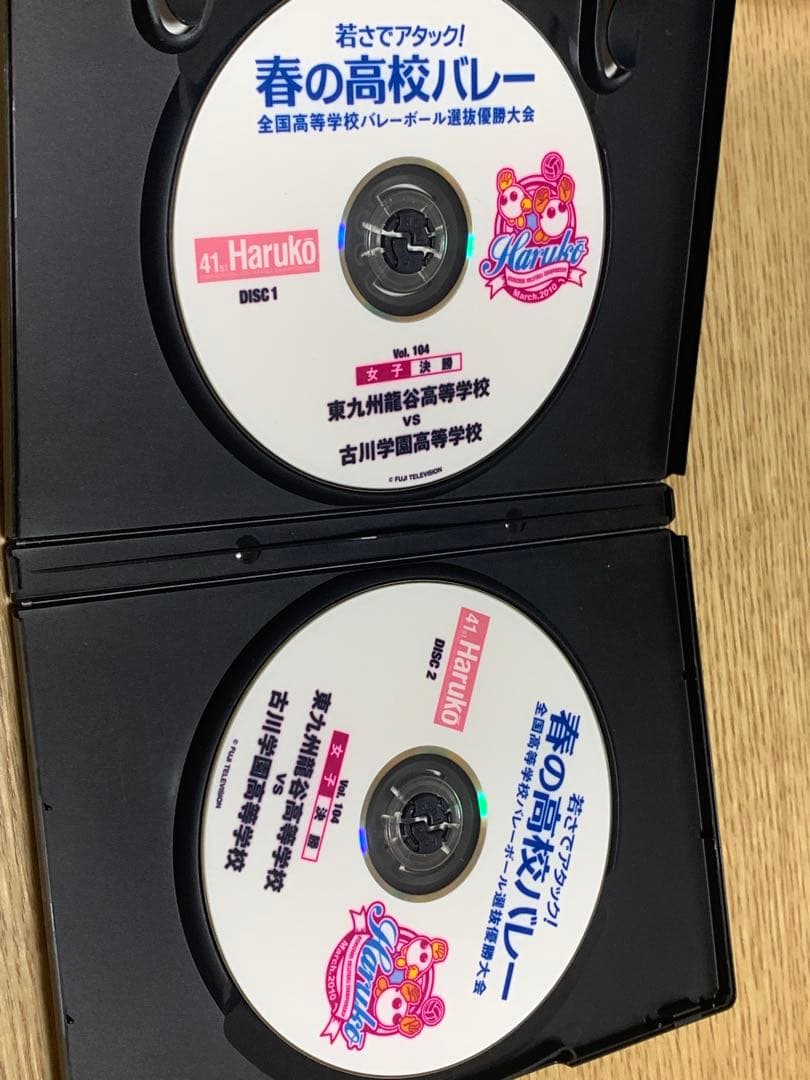 若さでアタック!
春の高校バレー
全国高等学校バレーボール選抜優勝大会
41st Haruko
DISC 1
Haruko
March.2010
Vol. 104
女子 決勝
東九州龍谷高等学校
vs
古川学園高等学校
© FUJI TELEVISION
若さでアタック!
春の高校バレー
全国高等学校バレーボール選抜優勝大会
41st Harukō
DISC 2
Haruko
March.2010
Vol. 104
女子 決勝
東九州龍谷高等学校
vs
古川学園高等学校
© FUJI TELEVISION